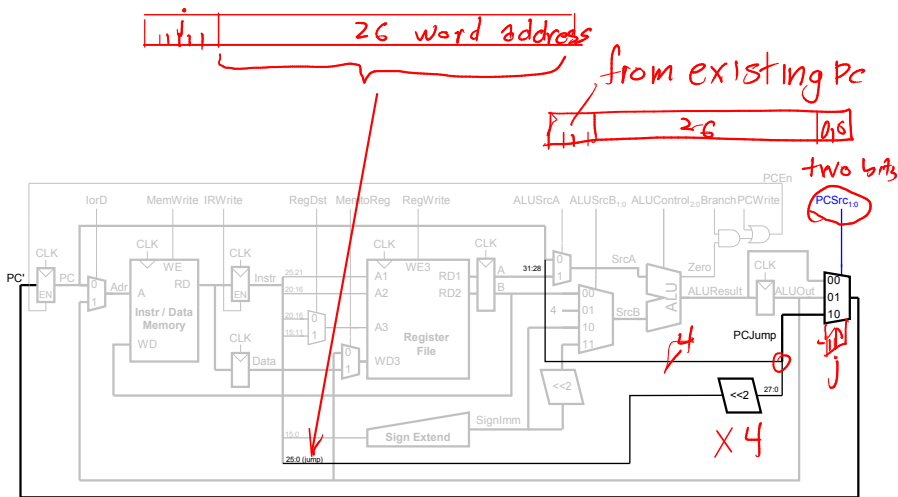 26 word address
from existing PC
26
0,0
two bits
PCEn
IorD
MemWrite
IRWrite
RegDst
MemtoReg
RegWrite
ALUSrcA
ALUSrcB1:0
ALUControl2:0
Branch
PCWrite
PCSrc1:0
CLK
CLK
CLK
CLK
CLK
CLK
PC'
PC
EN
0
1
Adr
WE
A
RD
Instr / Data
Memory
WD
EN
Instr
CLK
Data
25:21
20:16
20:16
15:11
0
1
0
1
A1
A2
A3
WD3
WE3
RD1
RD2
Register
File
A
B
31:28
0
1
SrcA
4
00
01
10
11
SrcB
ALU
Zero
ALUResult
ALUOut
00
01
10
PCJump
4
j
<<2
<<2
27:0
X 4
SignImm
15:0
Sign Extend
25:0 (jump)